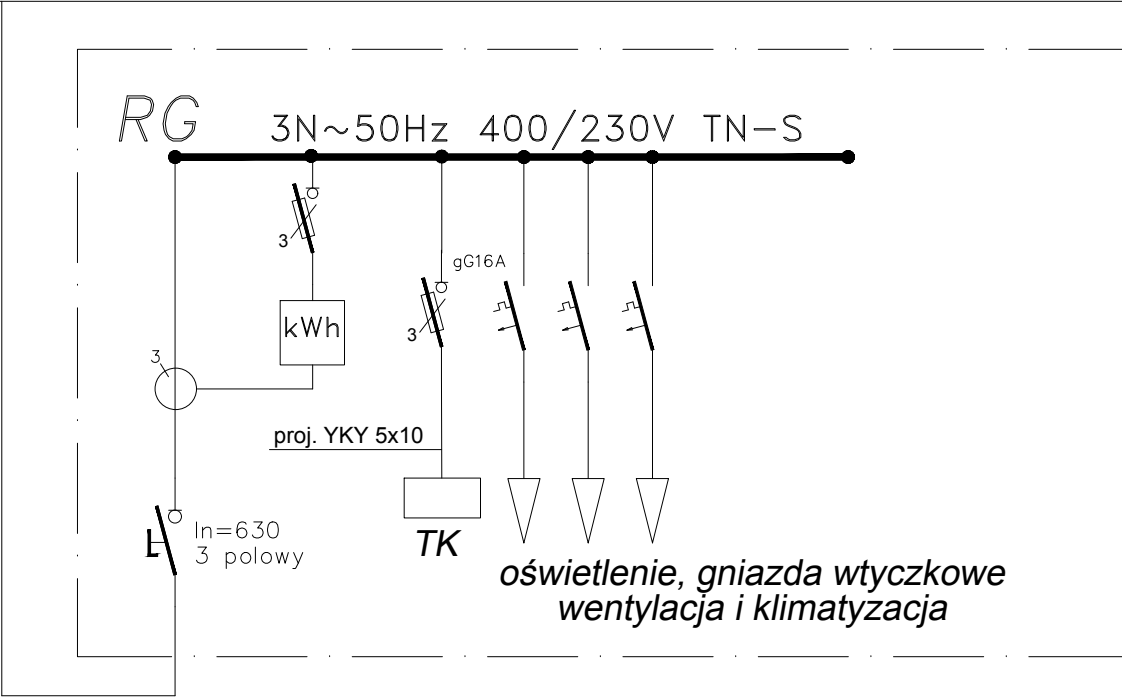 RG
3N~50Hz 400/230V TN-S
3
gG16A
3
kWh
3
proj. YKY 5x10
In=630
3 polowy
TK
oświetlenie, gniazda wtyczkowe
wentylacja i klimatyzacja